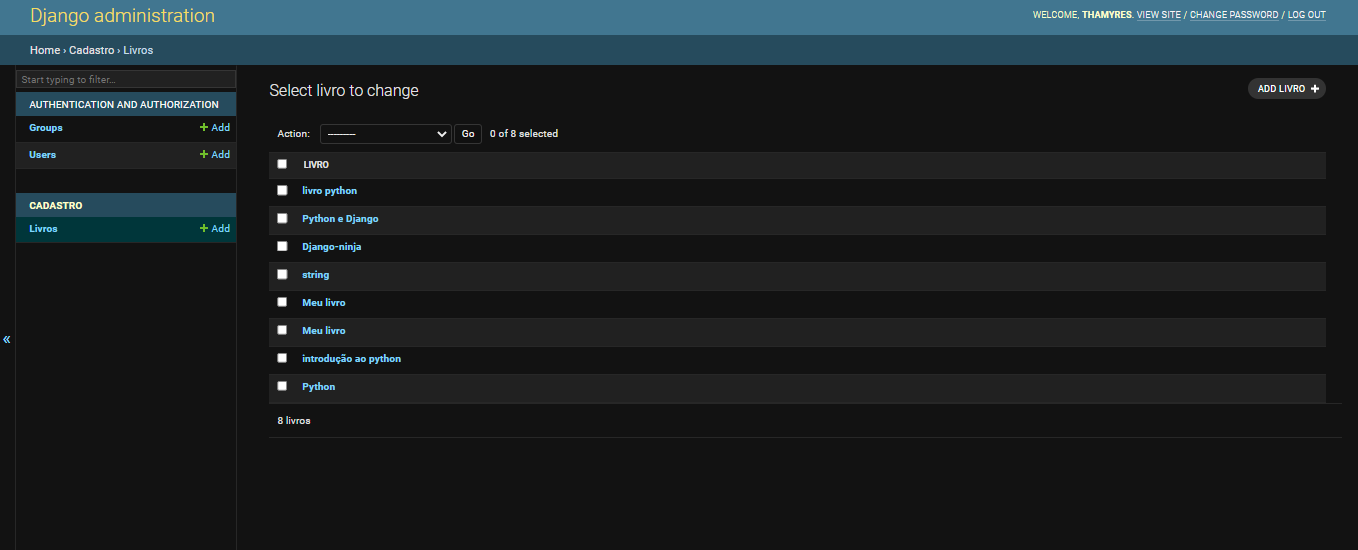 Django administration
WELCOME, THAMYRES. VIEW SITE / CHANGE PASSWORD / LOG OUT
Home › Cadastro › Livros
Start typing to filter...
AUTHENTICATION AND AUTHORIZATION
Groups + Add
Users + Add
CADASTRO
Livros + Add
«
Select livro to change
ADD LIVRO +
Action: --------- Go 0 of 8 selected
LIVRO
livro python
Python e Django
Django-ninja
string
Meu livro
Meu livro
introdução ao python
Python
8 livros